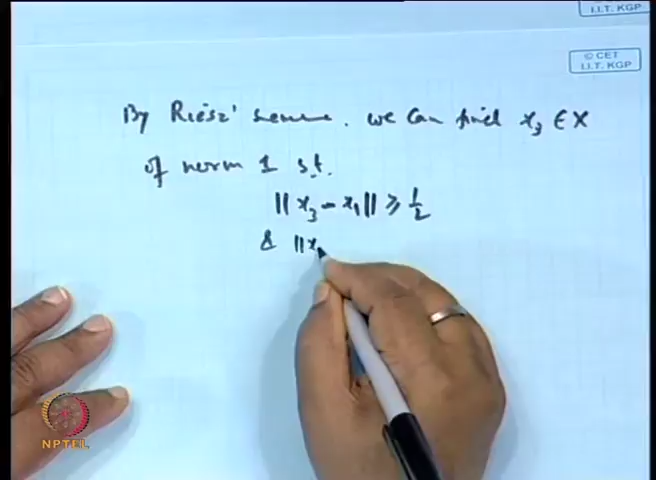 I.I.T. KGP
© CET
I.I.T. KGP
By Riesz' lemma. we can find x₃ ∈ X
of norm 1 s.t.
||x₃ - x₁|| ⩾ 1/2
& ||x
NPTEL